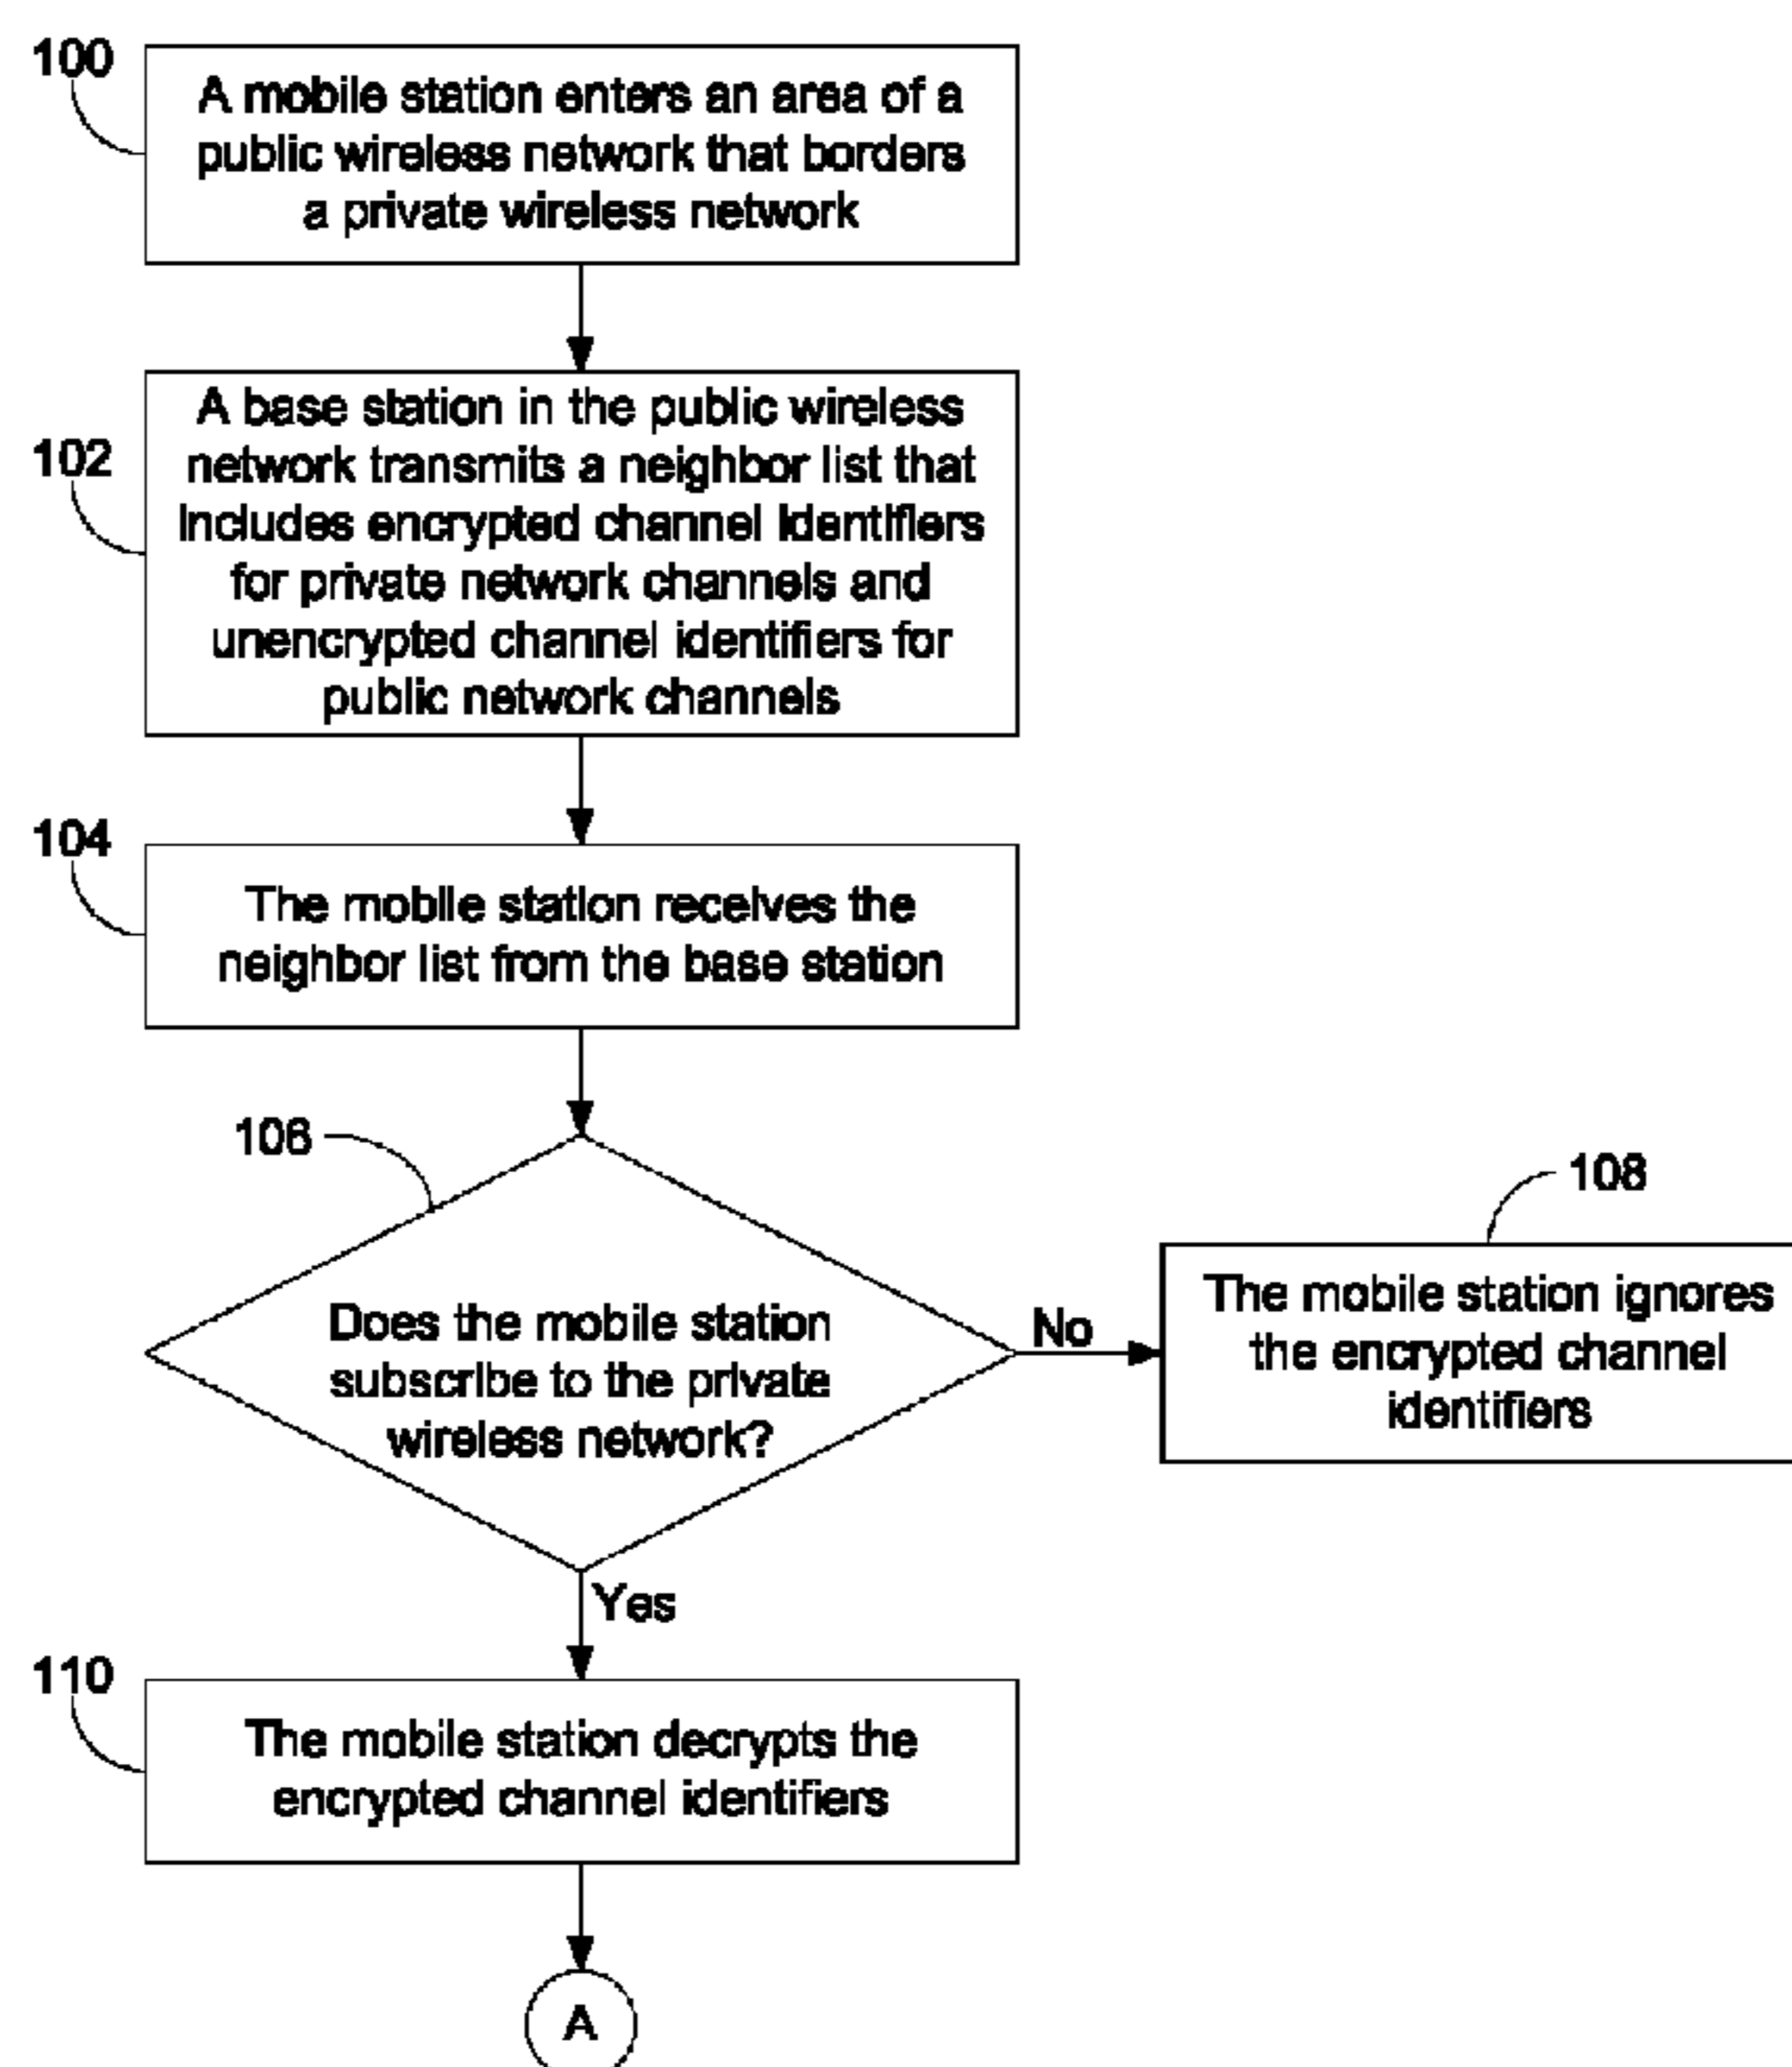 100
A mobile station enters an area of a
public wireless network that borders
a private wireless network
102
A base station in the public wireless
network transmits a neighbor list that
includes encrypted channel identifiers
for private network channels and
unencrypted channel identifiers for
public network channels
104
The mobile station receives the
neighbor list from the base station
106
Does the mobile station
subscribe to the private
wireless network?
No
108
The mobile station ignores
the encrypted channel
identifiers
Yes
110
The mobile station decrypts the
encrypted channel identifiers
A